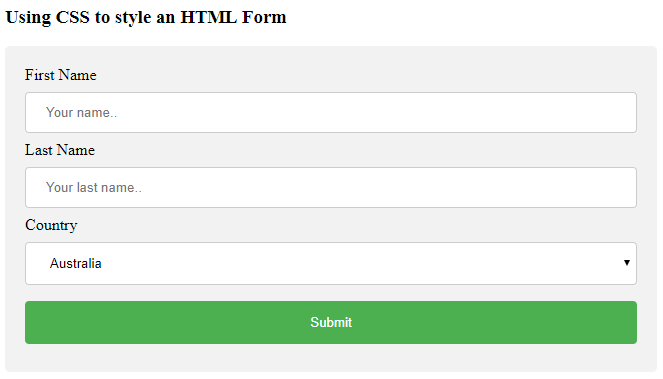 Using CSS to style an HTML Form
First Name
Your name..
Last Name
Your last name..
Country
Australia
Submit